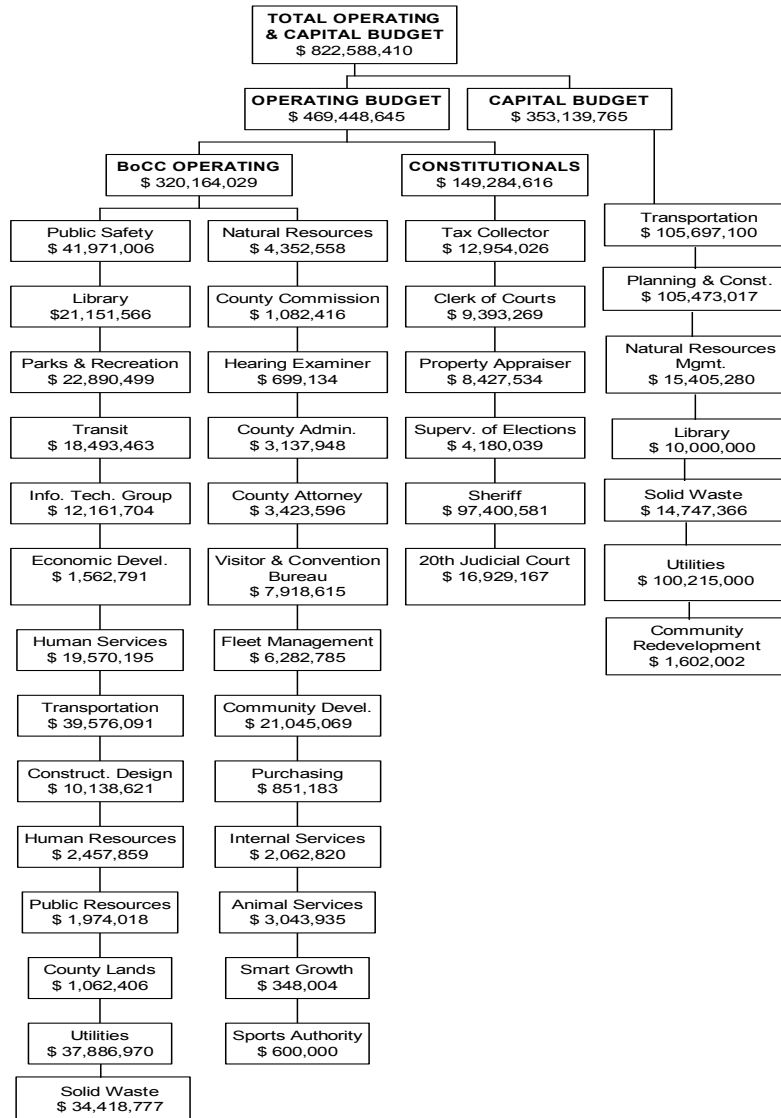 TOTAL OPERATING
& CAPITAL BUDGET
$ 822,588,410
OPERATING BUDGET
$ 469,448,645
CAPITAL BUDGET
$ 353,139,765
BoCC OPERATING
$ 320,164,029
CONSTITUTIONALS
$ 149,284,616
Public Safety
$ 41,971,006
Library
$21,151,566
Parks & Recreation
$ 22,890,499
Transit
$ 18,493,463
Info. Tech. Group
$ 12,161,704
Economic Devel.
$ 1,562,791
Human Services
$ 19,570,195
Transportation
$ 39,576,091
Construct. Design
$ 10,138,621
Human Resources
$ 2,457,859
Public Resources
$ 1,974,018
County Lands
$ 1,062,406
Utilities
$ 37,886,970
Solid Waste
$ 34,418,777
Natural Resources
$ 4,352,558
County Commission
$ 1,082,416
Hearing Examiner
$ 699,134
County Admin.
$ 3,137,948
County Attorney
$ 3,423,596
Visitor & Convention
Bureau
$ 7,918,615
Fleet Management
$ 6,282,785
Community Devel.
$ 21,045,069
Purchasing
$ 851,183
Internal Services
$ 2,062,820
Animal Services
$ 3,043,935
Smart Growth
$ 348,004
Sports Authority
$ 600,000
Tax Collector
$ 12,954,026
Clerk of Courts
$ 9,393,269
Property Appraiser
$ 8,427,534
Superv. of Elections
$ 4,180,039
Sheriff
$ 97,400,581
20th Judicial Court
$ 16,929,167
Transportation
$ 105,697,100
Planning & Const.
$ 105,473,017
Natural Resources
Mgmt.
$ 15,405,280
Library
$ 10,000,000
Solid Waste
$ 14,747,366
Utilities
$ 100,215,000
Community
Redevelopment
$ 1,602,002